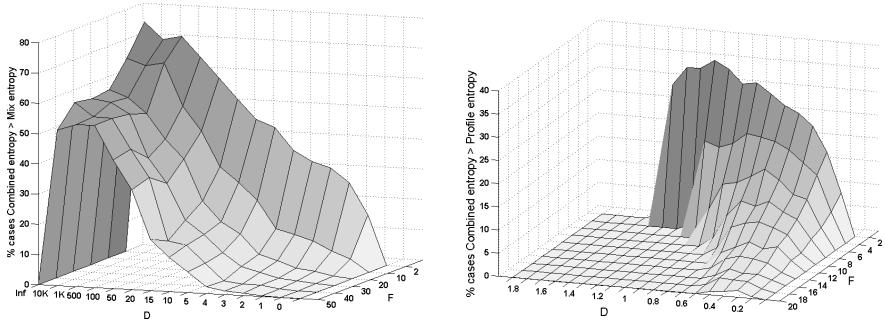 % cases Combined entropy > Mix entropy
80
70
60
50
40
30
20
10
0
Inf 10K 1K 500 100 50 20 15 10 5 4 3 2 1 0
D
50 40 30 20 10 2
F
% cases Combined entropy > Profile entropy
40
35
30
25
20
15
10
5
0
1.8 1.6 1.4 1.2 1 0.8 0.6 0.4 0.2
D
20 18 16 14 12 10 8 6 4 2
F